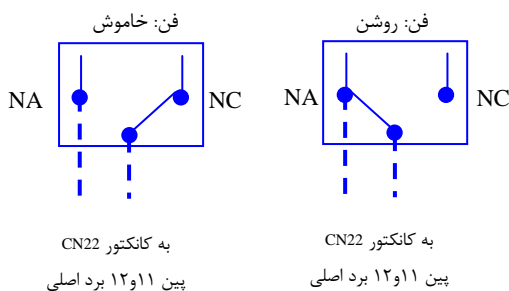 فن: خاموش
فن: روشن
NA
NC
NA
NC
به کانکتور CN22
پین ۱۱و۱۲ برد اصلی
به کانکتور CN22
پین ۱۱و۱۲ برد اصلی